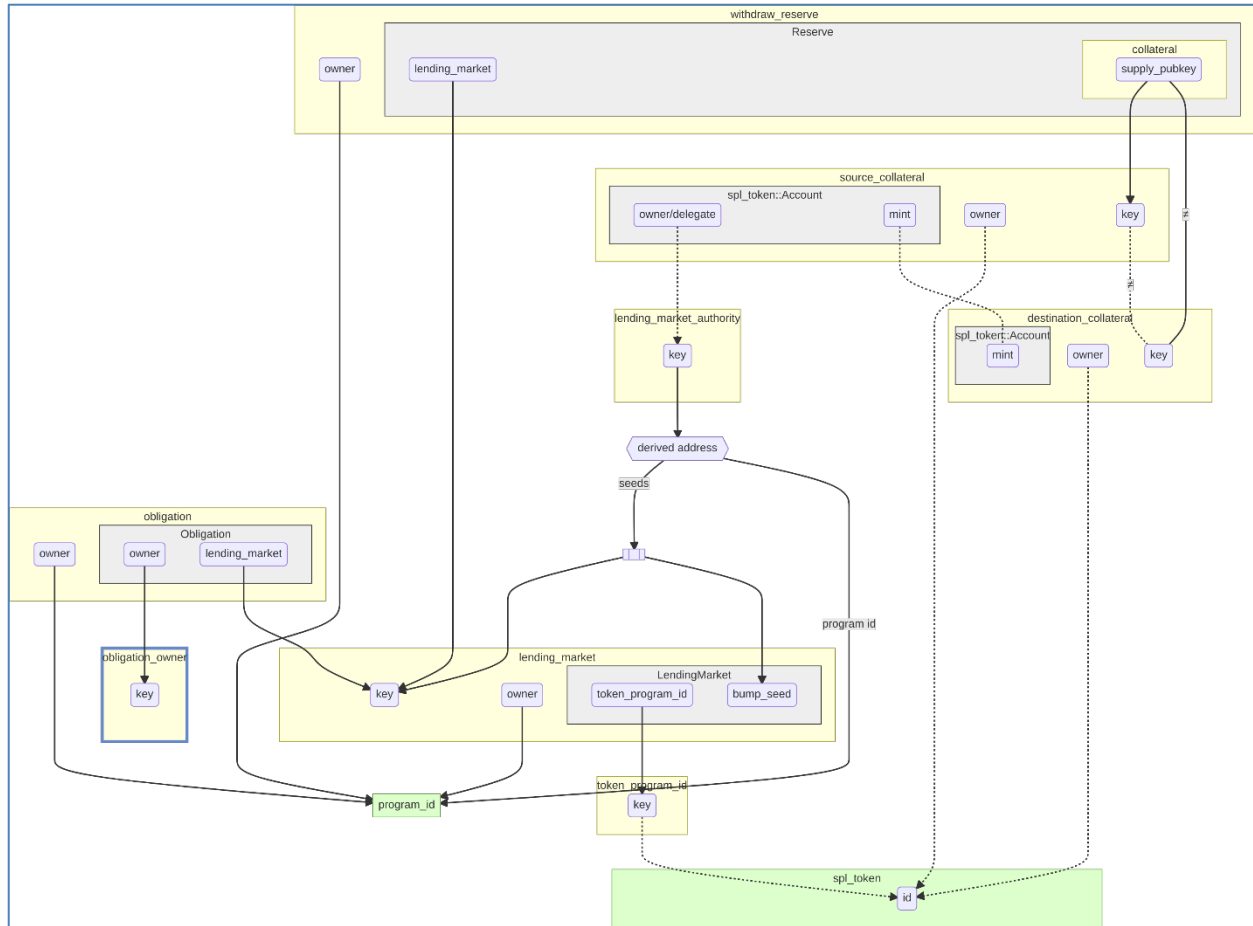 withdraw_reserve
Reserve
collateral
owner
lending_market
supply_pubkey
source_collateral
spl_token::Account
owner/delegate
mint
owner
key
lending_market_authority
destination_collateral
spl_token::Account
key
mint
owner
key
derived address
seeds
obligation
Obligation
owner
owner
lending_market
program id
obligation_owner
key
lending_market
LendingMarket
key
owner
token_program_id
bump_seed
program_id
token_program_id
key
spl_token
id